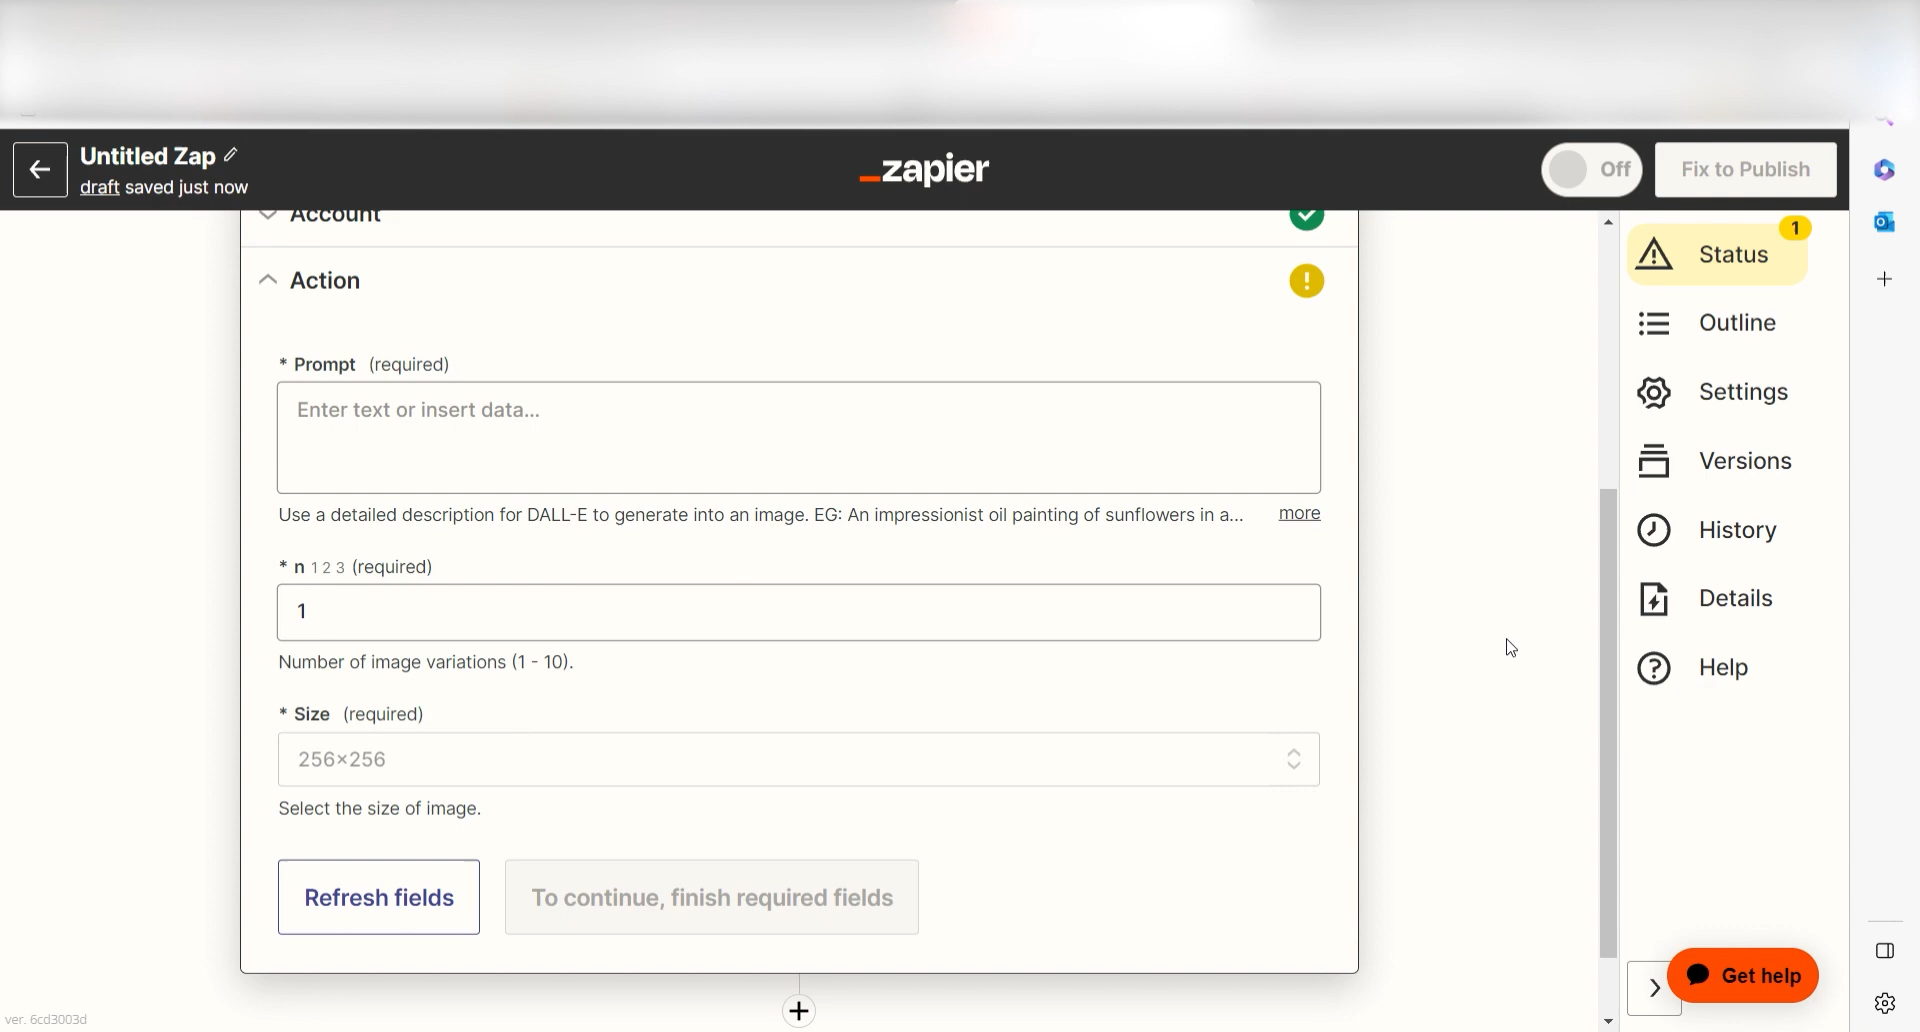 Untitled Zap
draft saved just now
_zapier
Off
Fix to Publish
Account
Action
* Prompt (required)
Enter text or insert data...
Use a detailed description for DALL-E to generate into an image. EG: An impressionist oil painting of sunflowers in a...
more
* n 1 2 3 (required)
1
Number of image variations (1 - 10).
* Size (required)
256×256
Select the size of image.
Refresh fields
To continue, finish required fields
1
Status
Outline
Settings
Versions
History
Details
Help
Get help
ver. 6cd3003d